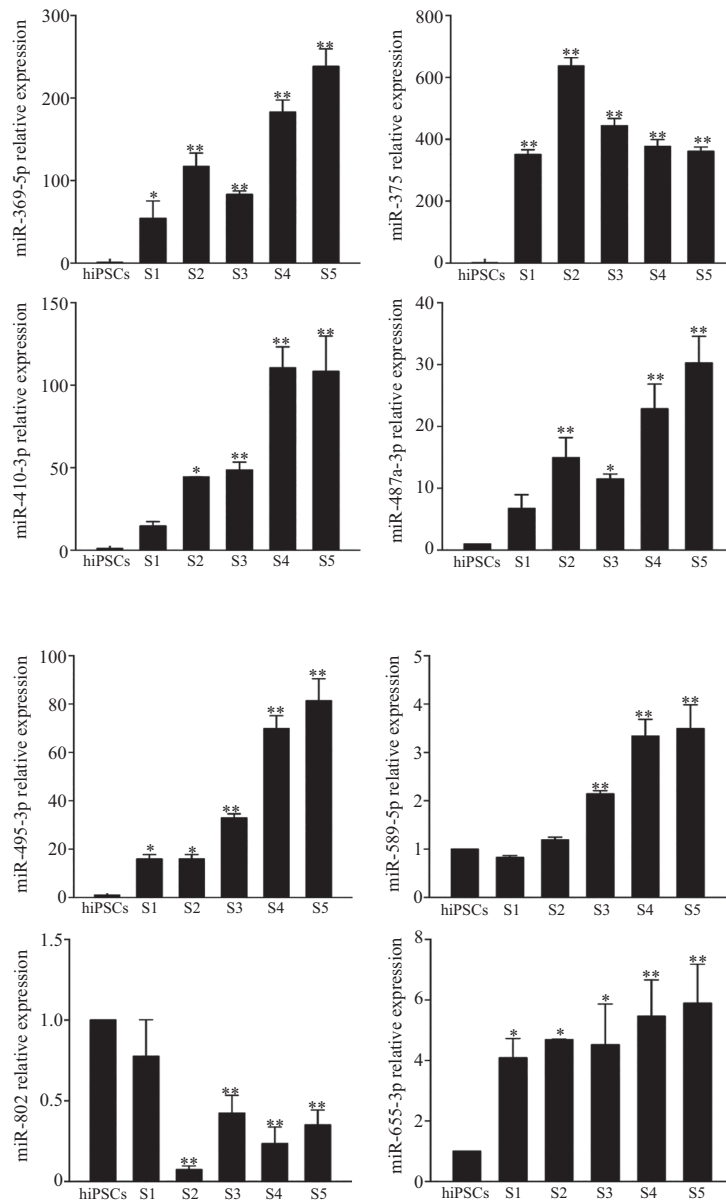 miR-369-5p relative expression
300
200
100
0
* ** ** ** **
hiPSCs S1 S2 S3 S4 S5
miR-375 relative expression
800
600
400
200
0
** ** ** ** **
hiPSCs S1 S2 S3 S4 S5
miR-410-3p relative expression
150
100
50
0
* ** ** **
hiPSCs S1 S2 S3 S4 S5
miR-487a-3p relative expression
40
30
20
10
0
** * ** **
hiPSCs S1 S2 S3 S4 S5
miR-495-3p relative expression
100
80
60
40
20
0
* * ** ** **
hiPSCs S1 S2 S3 S4 S5
miR-589-5p relative expression
5
4
3
2
1
0
** ** **
hiPSCs S1 S2 S3 S4 S5
miR-802 relative expression
1.5
1.0
0.5
0
** ** ** **
hiPSCs S1 S2 S3 S4 S5
miR-655-3p relative expression
8
6
4
2
0
* * * ** **
hiPSCs S1 S2 S3 S4 S5